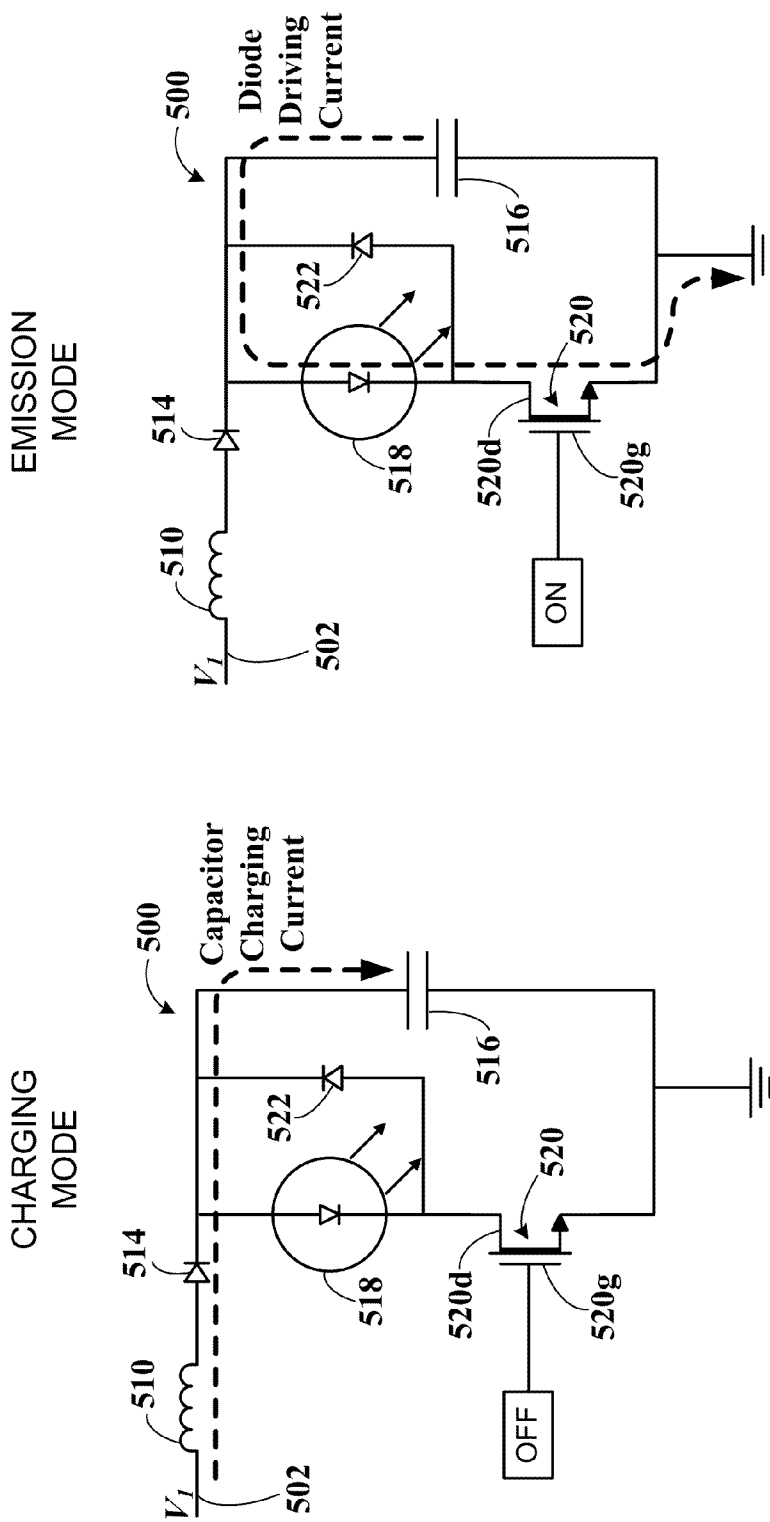 CHARGING
MODE
500
510
514
V1
502
Capacitor
Charging
Current
522
518
516
520
520d
520g
OFF
EMISSION
MODE
500
510
514
V1
502
Diode
Driving
Current
522
518
516
520
520d
520g
ON